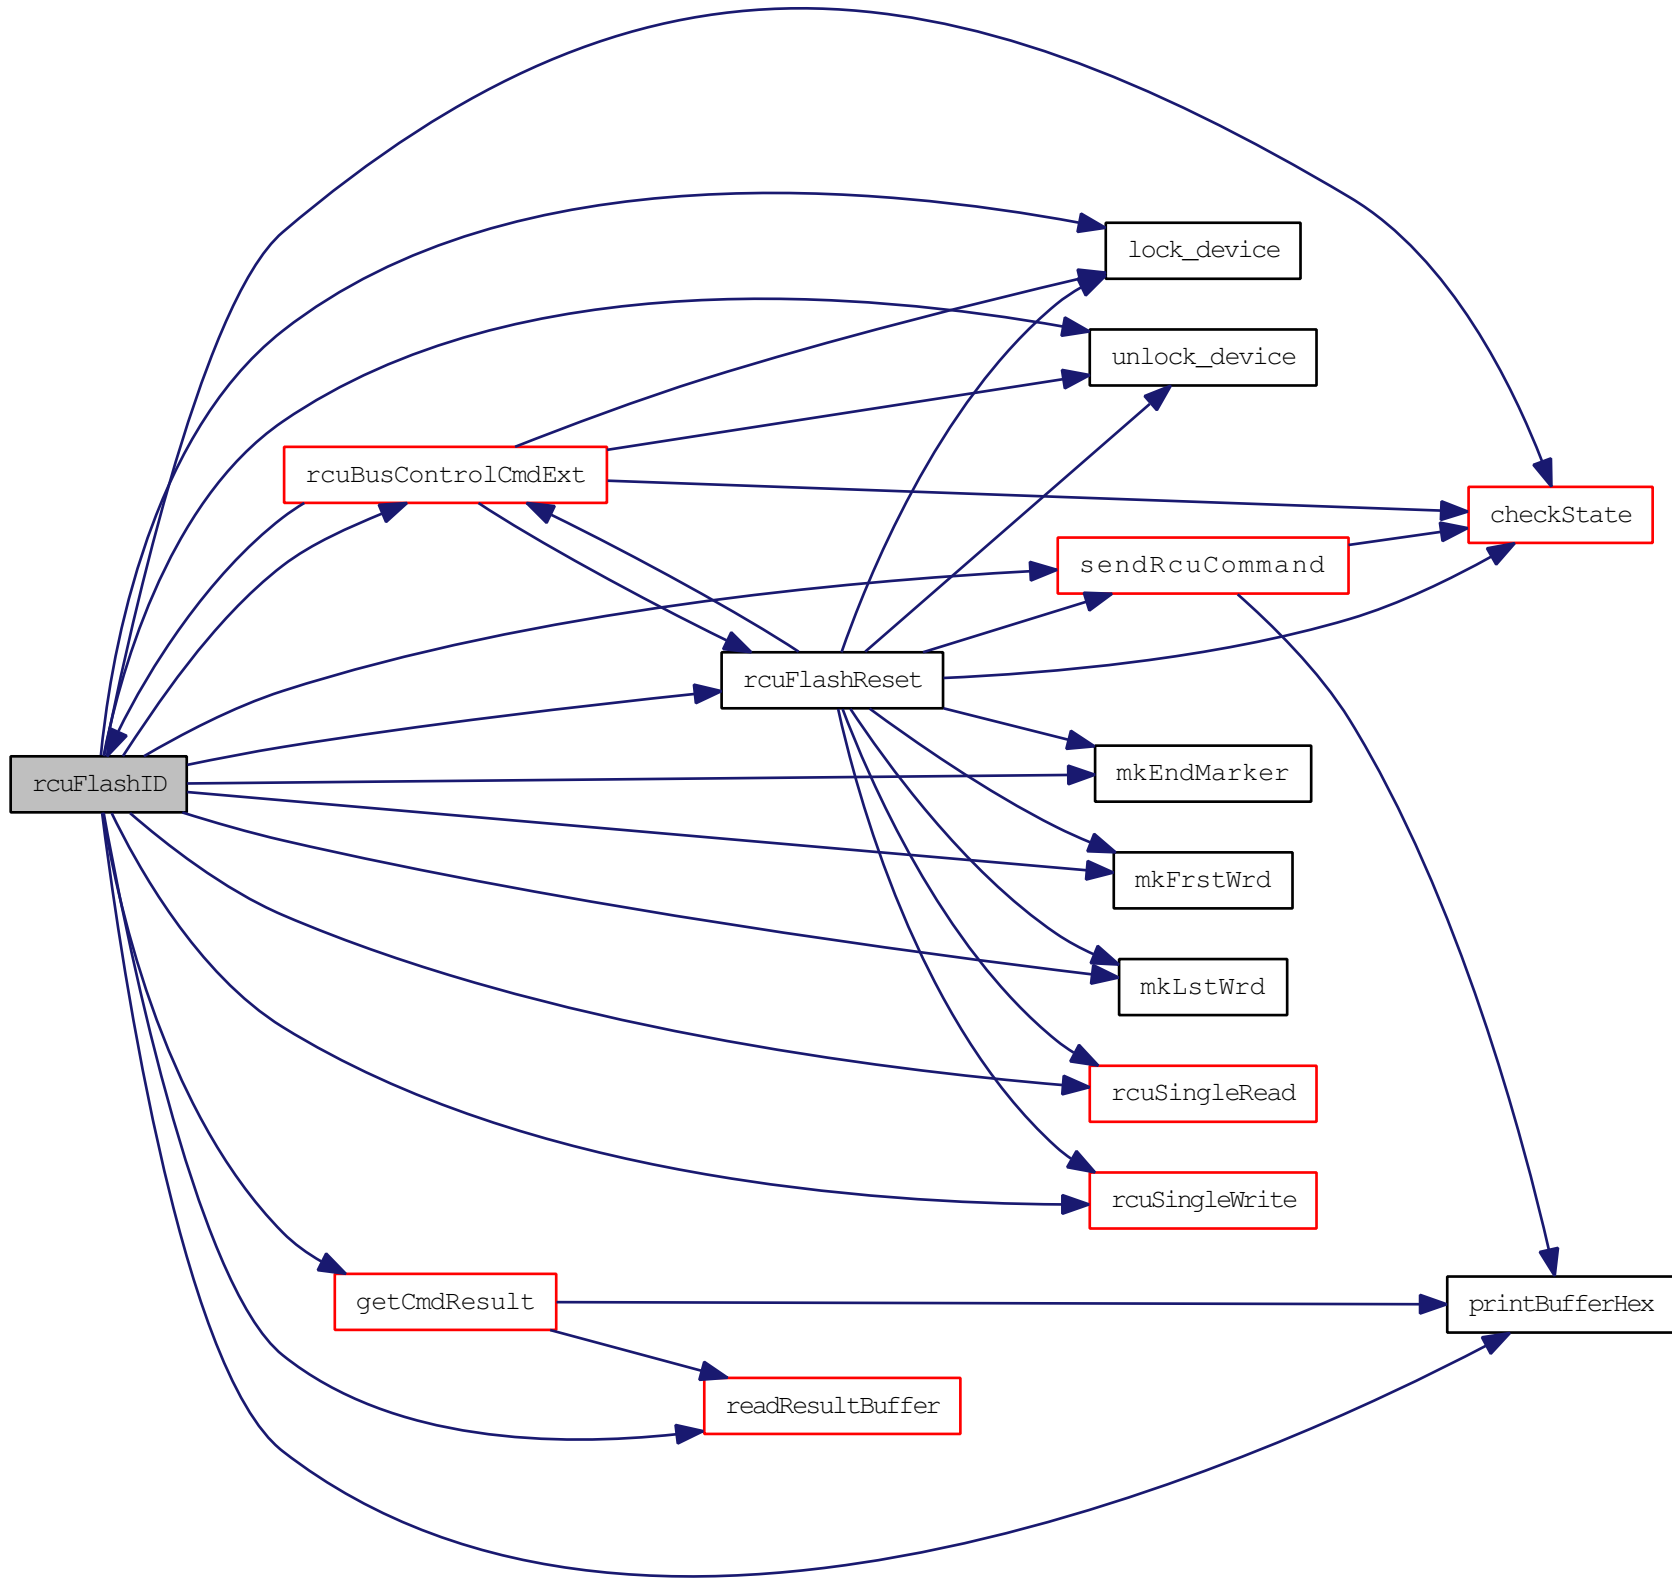 lock_device
unlock_device
rcuBusControlCmdExt
checkState
sendRcuCommand
rcuFlashReset
mkEndMarker
rcuFlashID
mkFrstWrd
mkLstWrd
rcuSingleRead
rcuSingleWrite
getCmdResult
printBufferHex
readResultBuffer